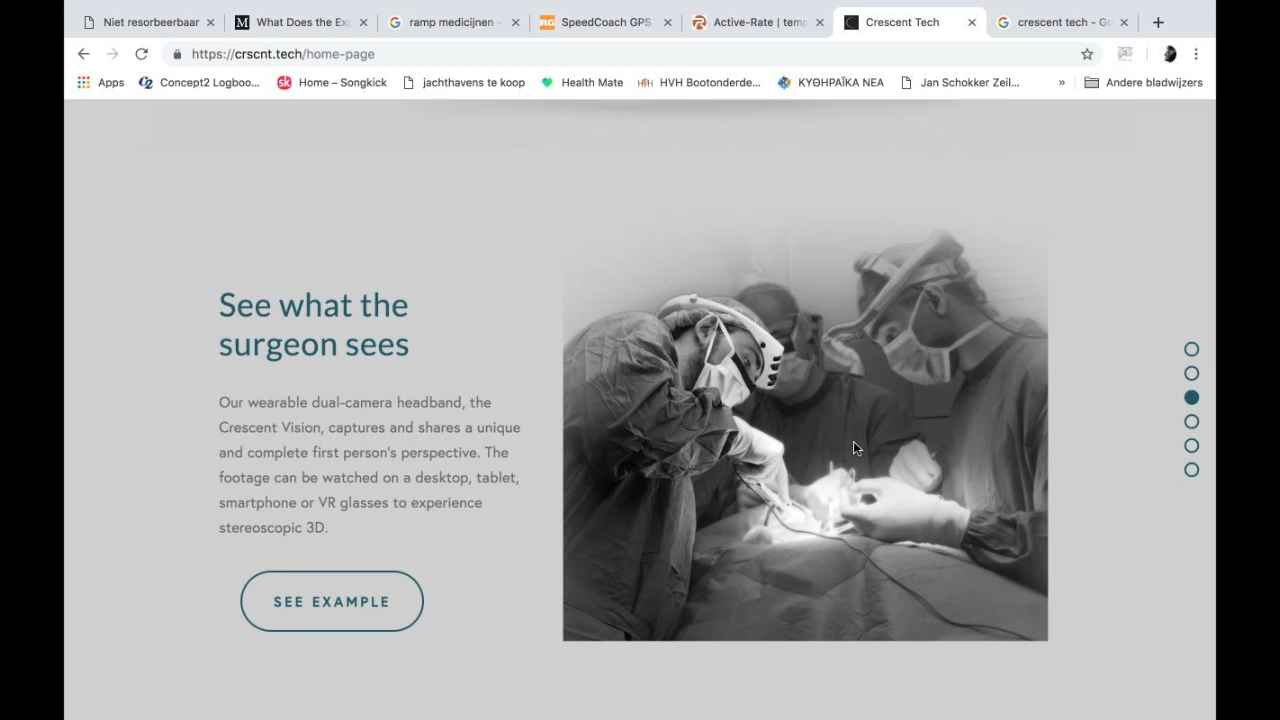 Niet resorbeerbaar
What Does the Ex
ramp medicijnen -
SpeedCoach GPS
Active-Rate | temp
Crescent Tech
crescent tech - Go
https://crscnt.tech/home-page
Apps
Concept2 Logboo...
Home – Songkick
jachthavens te koop
Health Mate
HVH Bootonderde...
ΚΥΘΗΡΑΪΚΑ ΝΕΑ
Jan Schokker Zeil...
»
Andere bladwijzers
See what the
surgeon sees
Our wearable dual-camera headband, the
Crescent Vision, captures and shares a unique
and complete first person's perspective. The
footage can be watched on a desktop, tablet,
smartphone or VR glasses to experience
stereoscopic 3D.
SEE EXAMPLE